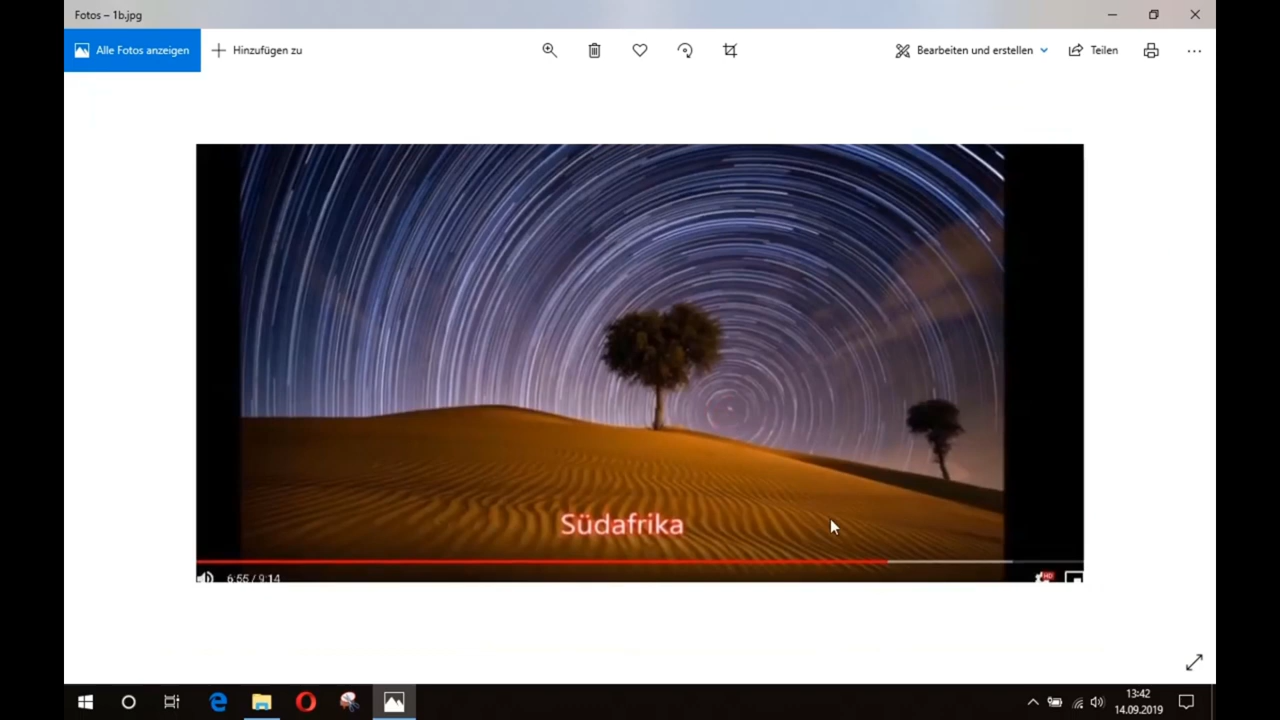 Fotos – 1b.jpg
Alle Fotos anzeigen
Hinzufügen zu
Bearbeiten und erstellen
Teilen
Südafrika
6:55 / 9:14
HD
13:42
14.09.2019